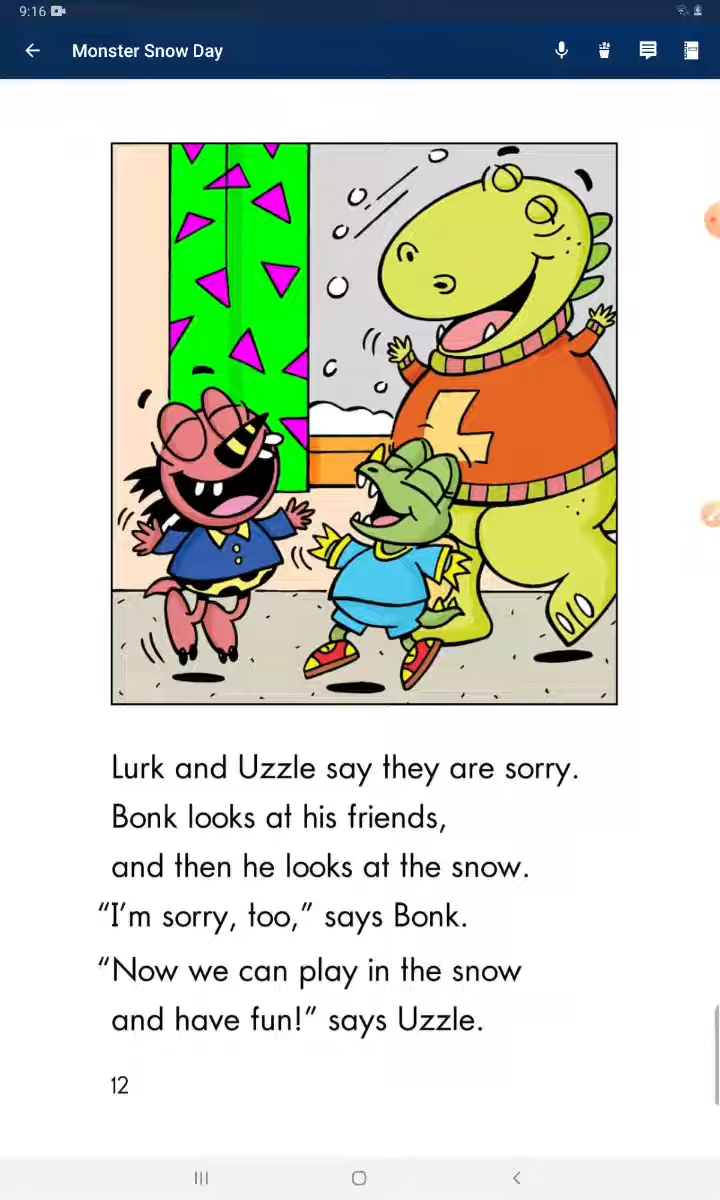 9:16
Monster Snow Day
Lurk and Uzzle say they are sorry.
Bonk looks at his friends,
and then he looks at the snow.
“I’m sorry, too,” says Bonk.
“Now we can play in the snow
and have fun!” says Uzzle.
12